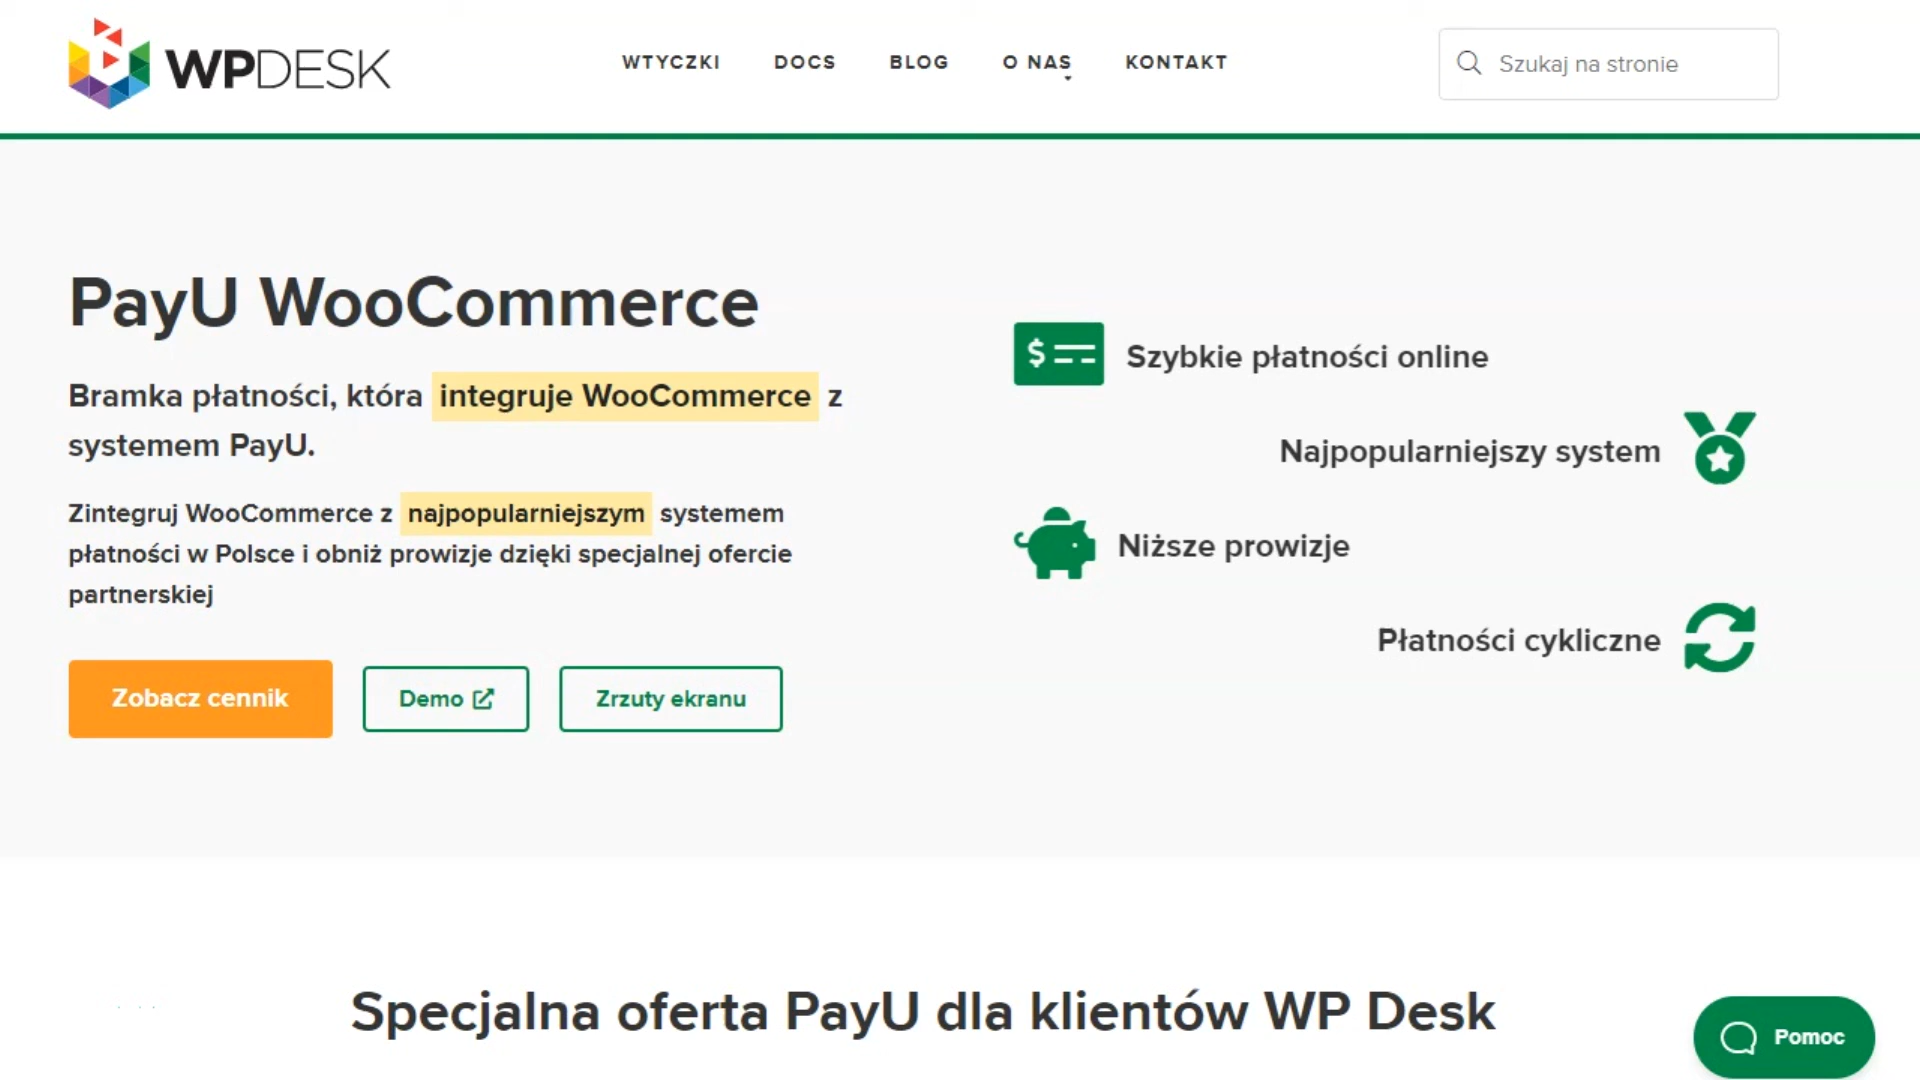 WPDESK
WTYCZKI
DOCS
BLOG
O NAS
KONTAKT
Szukaj na stronie
PayU WooCommerce
Bramka płatności, która integruje WooCommerce z
systemem PayU.
Zintegruj WooCommerce z najpopularniejszym systemem
płatności w Polsce i obniż prowizje dzięki specjalnej ofercie
partnerskiej
Zobacz cennik
Demo
Zrzuty ekranu
Szybkie płatności online
Najpopularniejszy system
Niższe prowizje
Płatności cykliczne
Specjalna oferta PayU dla klientów WP Desk
Pomoc